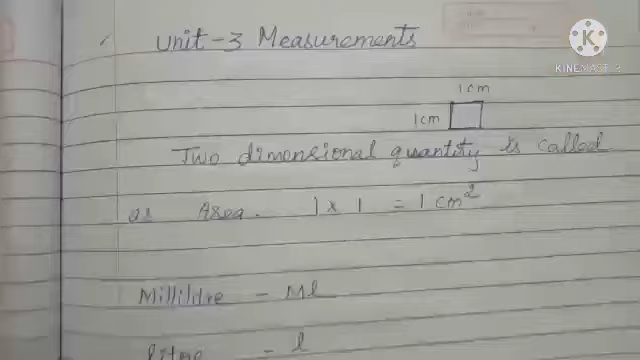 Unit-3 Measurements
KINEMASTER
1cm
1cm
Two dimensional quantity is called
as Area. 1 x 1 = 1 cm²
Millilitre - Ml
litre - l